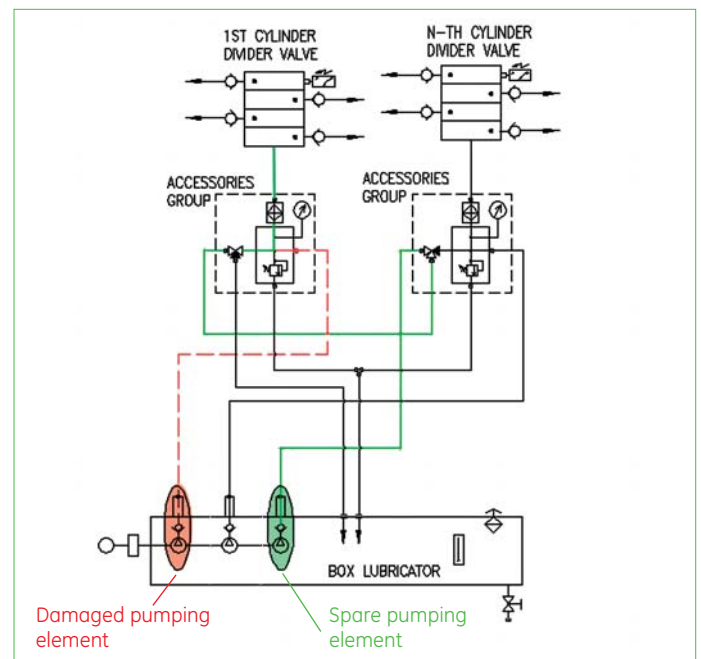 1ST CYLINDER
DIVIDER VALVE
N-TH CYLINDER
DIVIDER VALVE
ACCESSORIES
GROUP
ACCESSORIES
GROUP
BOX LUBRICATOR
Damaged pumping
element
Spare pumping
element